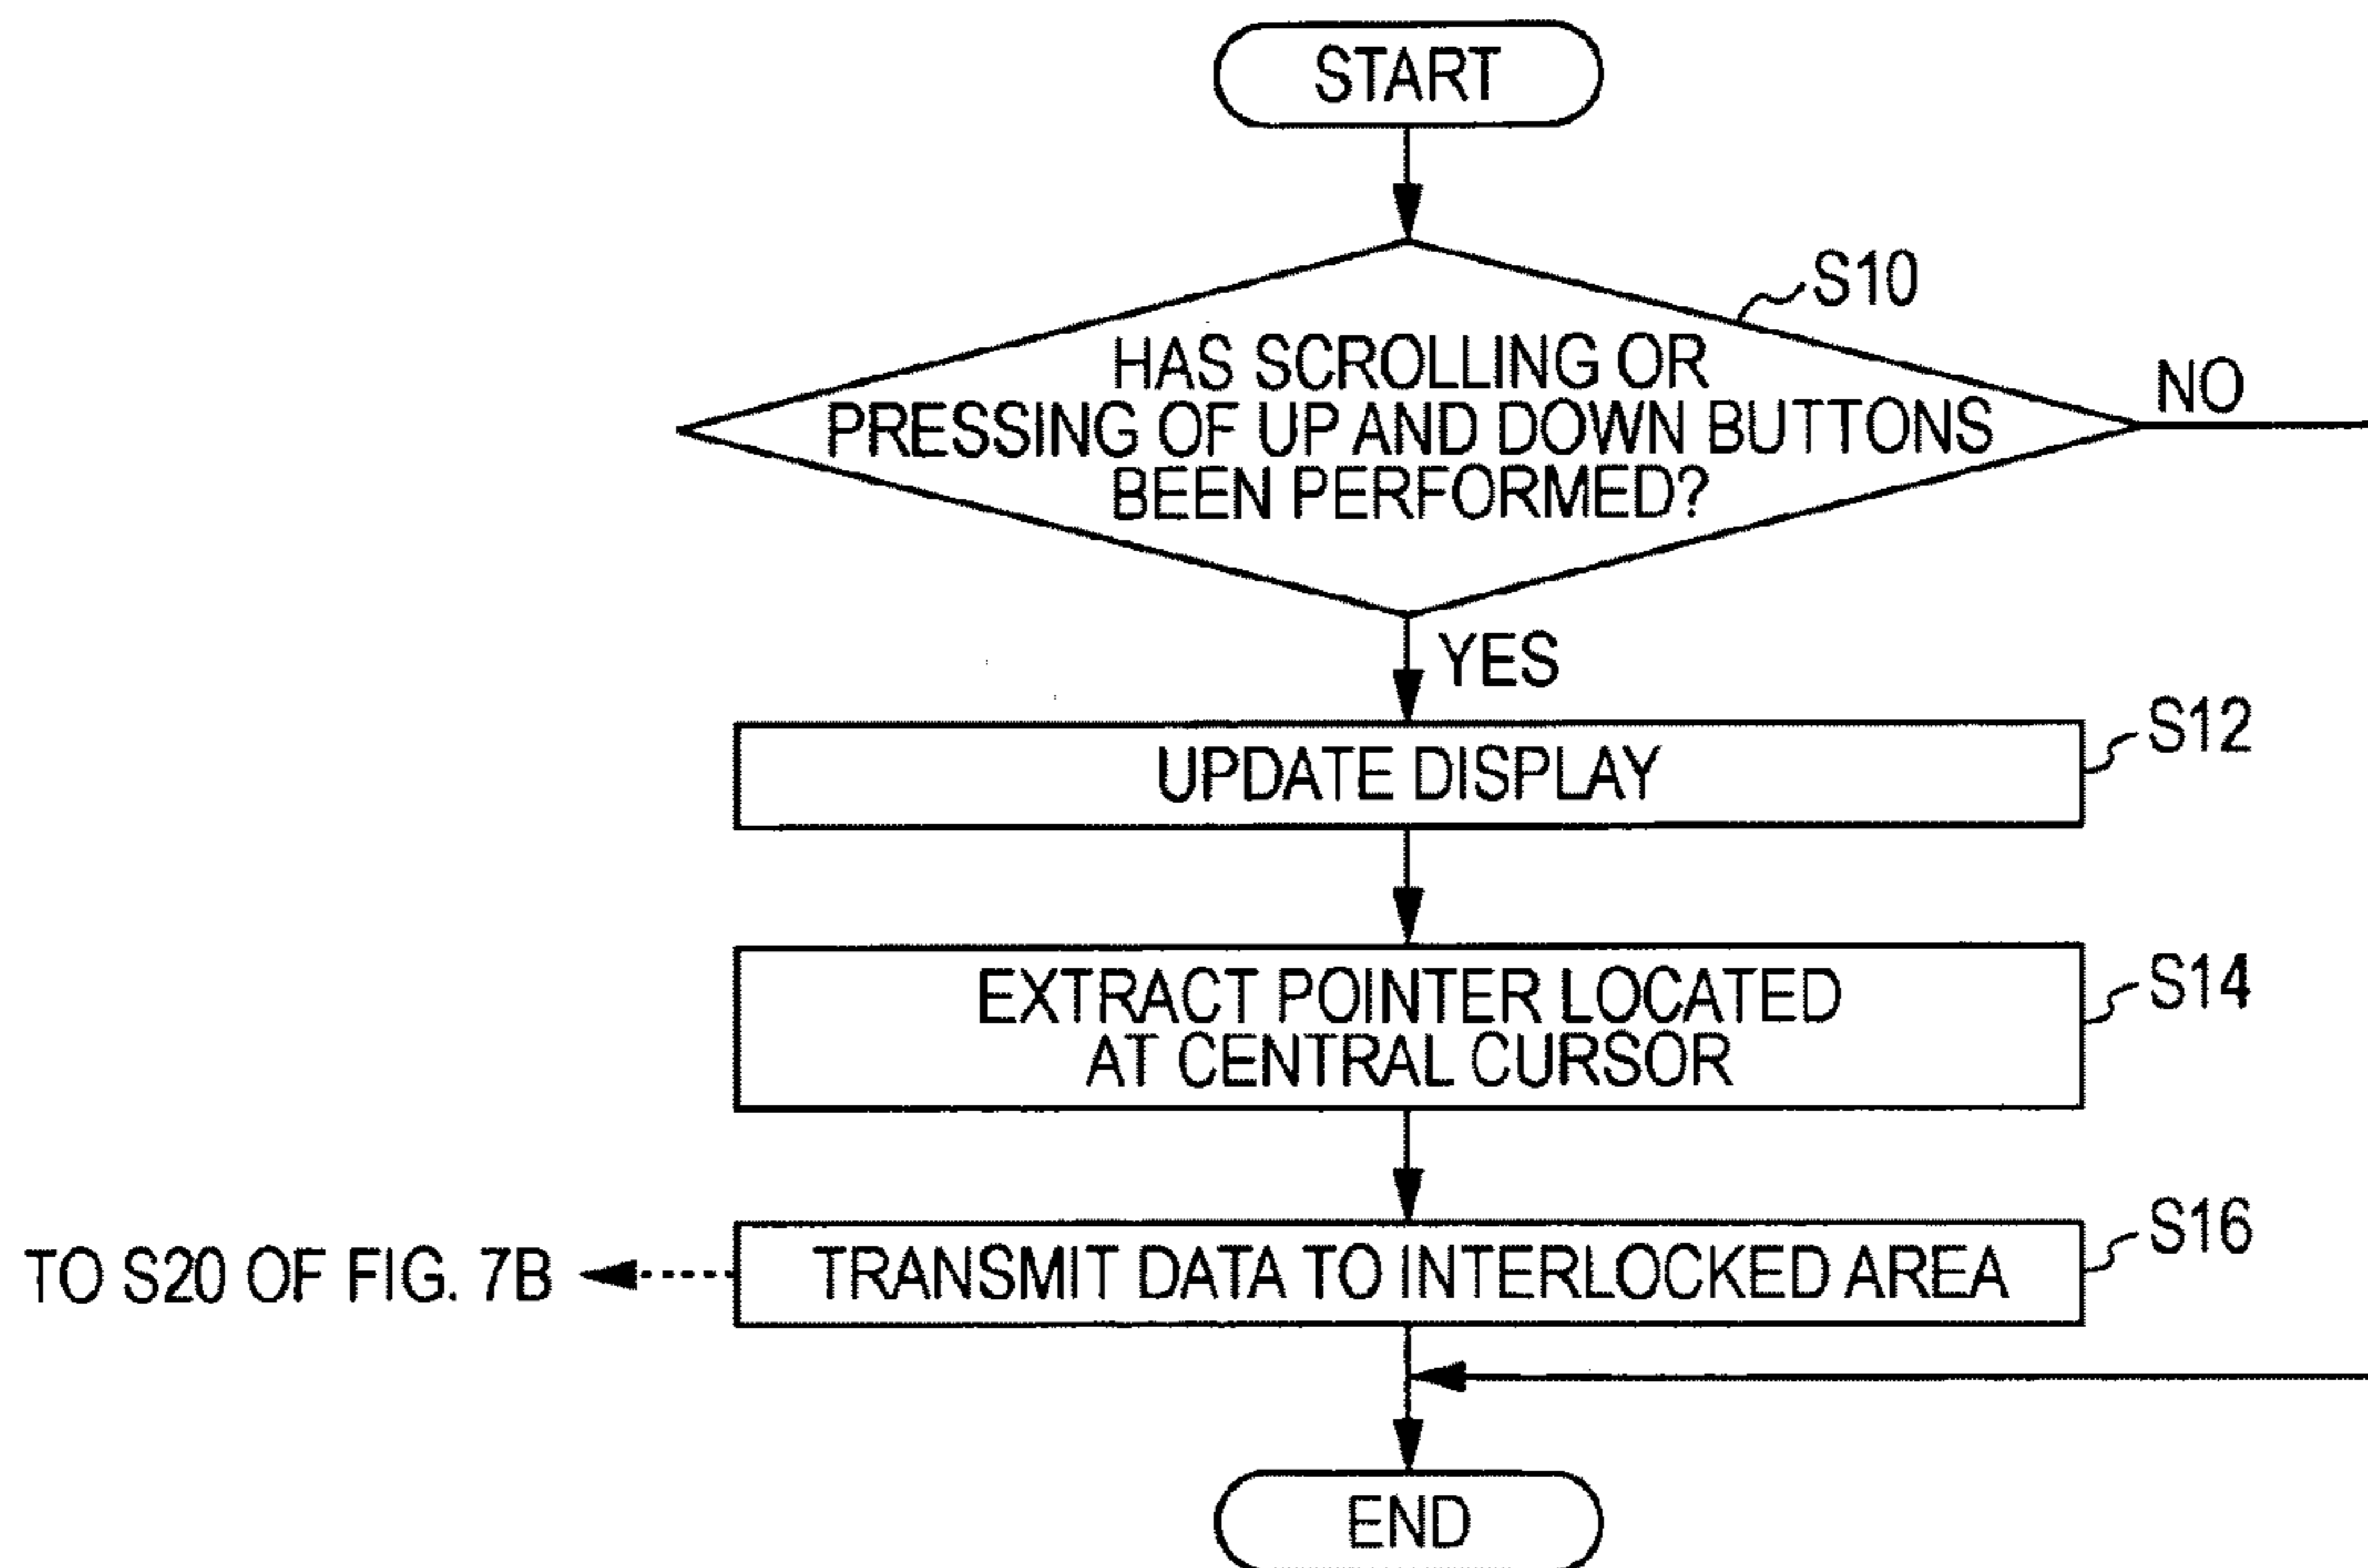 START
S10
HAS SCROLLING OR
PRESSING OF UP AND DOWN BUTTONS
BEEN PERFORMED?
NO
YES
S12
UPDATE DISPLAY
S14
EXTRACT POINTER LOCATED
AT CENTRAL CURSOR
S16
TO S20 OF FIG. 7B
TRANSMIT DATA TO INTERLOCKED AREA
END